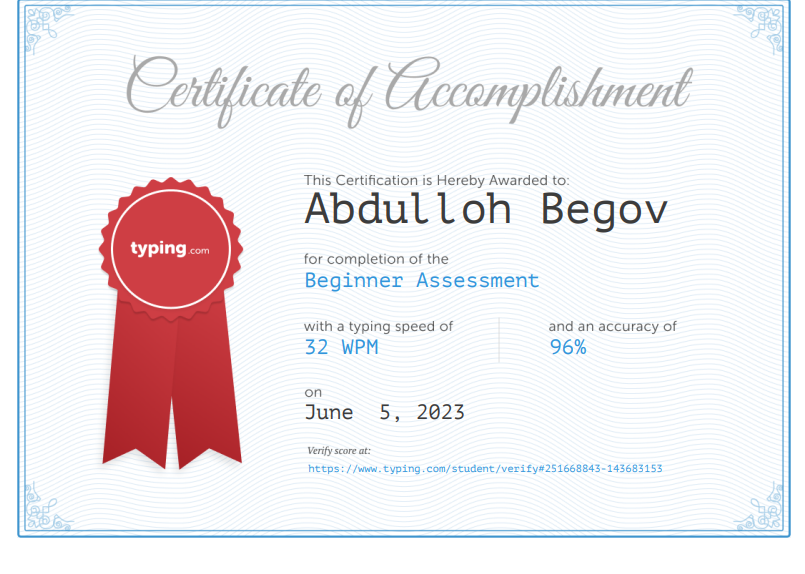 Certificate of Accomplishment
This Certification is Hereby Awarded to:
Abdulloh Begov
typing.com
for completion of the
Beginner Assessment
with a typing speed of
32 WPM
and an accuracy of
96%
on
June 5, 2023
Verify score at:
https://www.typing.com/student/verify#251668843-143683153